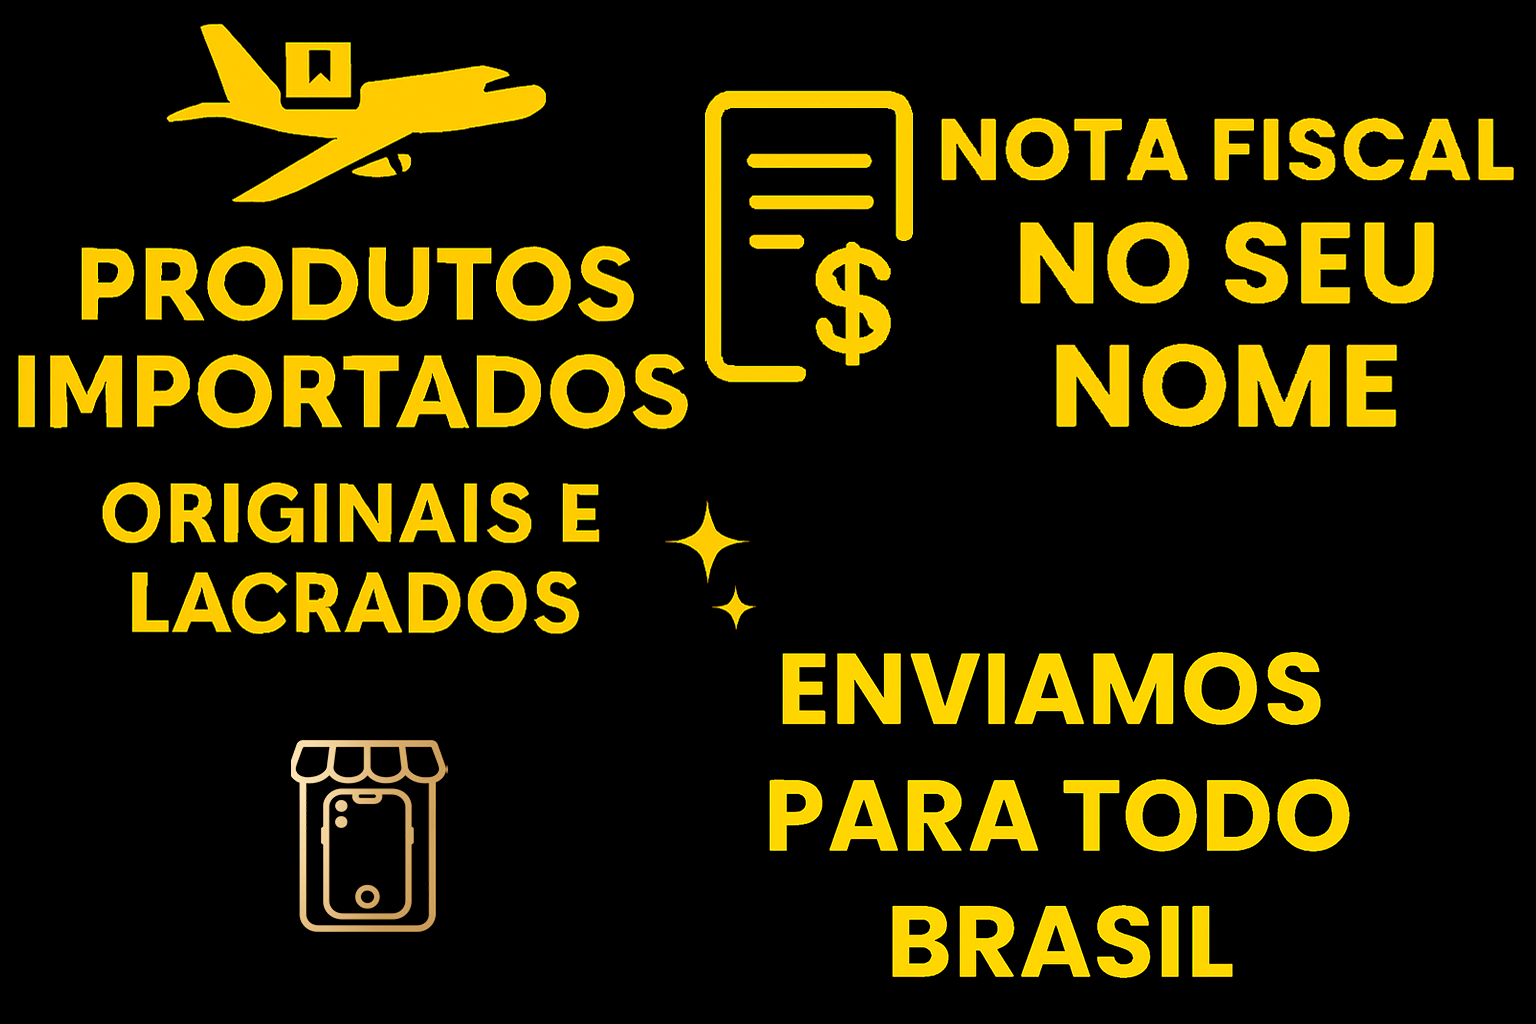 PRODUTOS
IMPORTADOS
ORIGINAIS E
LACRADOS
$
NOTA FISCAL
NO SEU
NOME
ENVIAMOS
PARA TODO
BRASIL